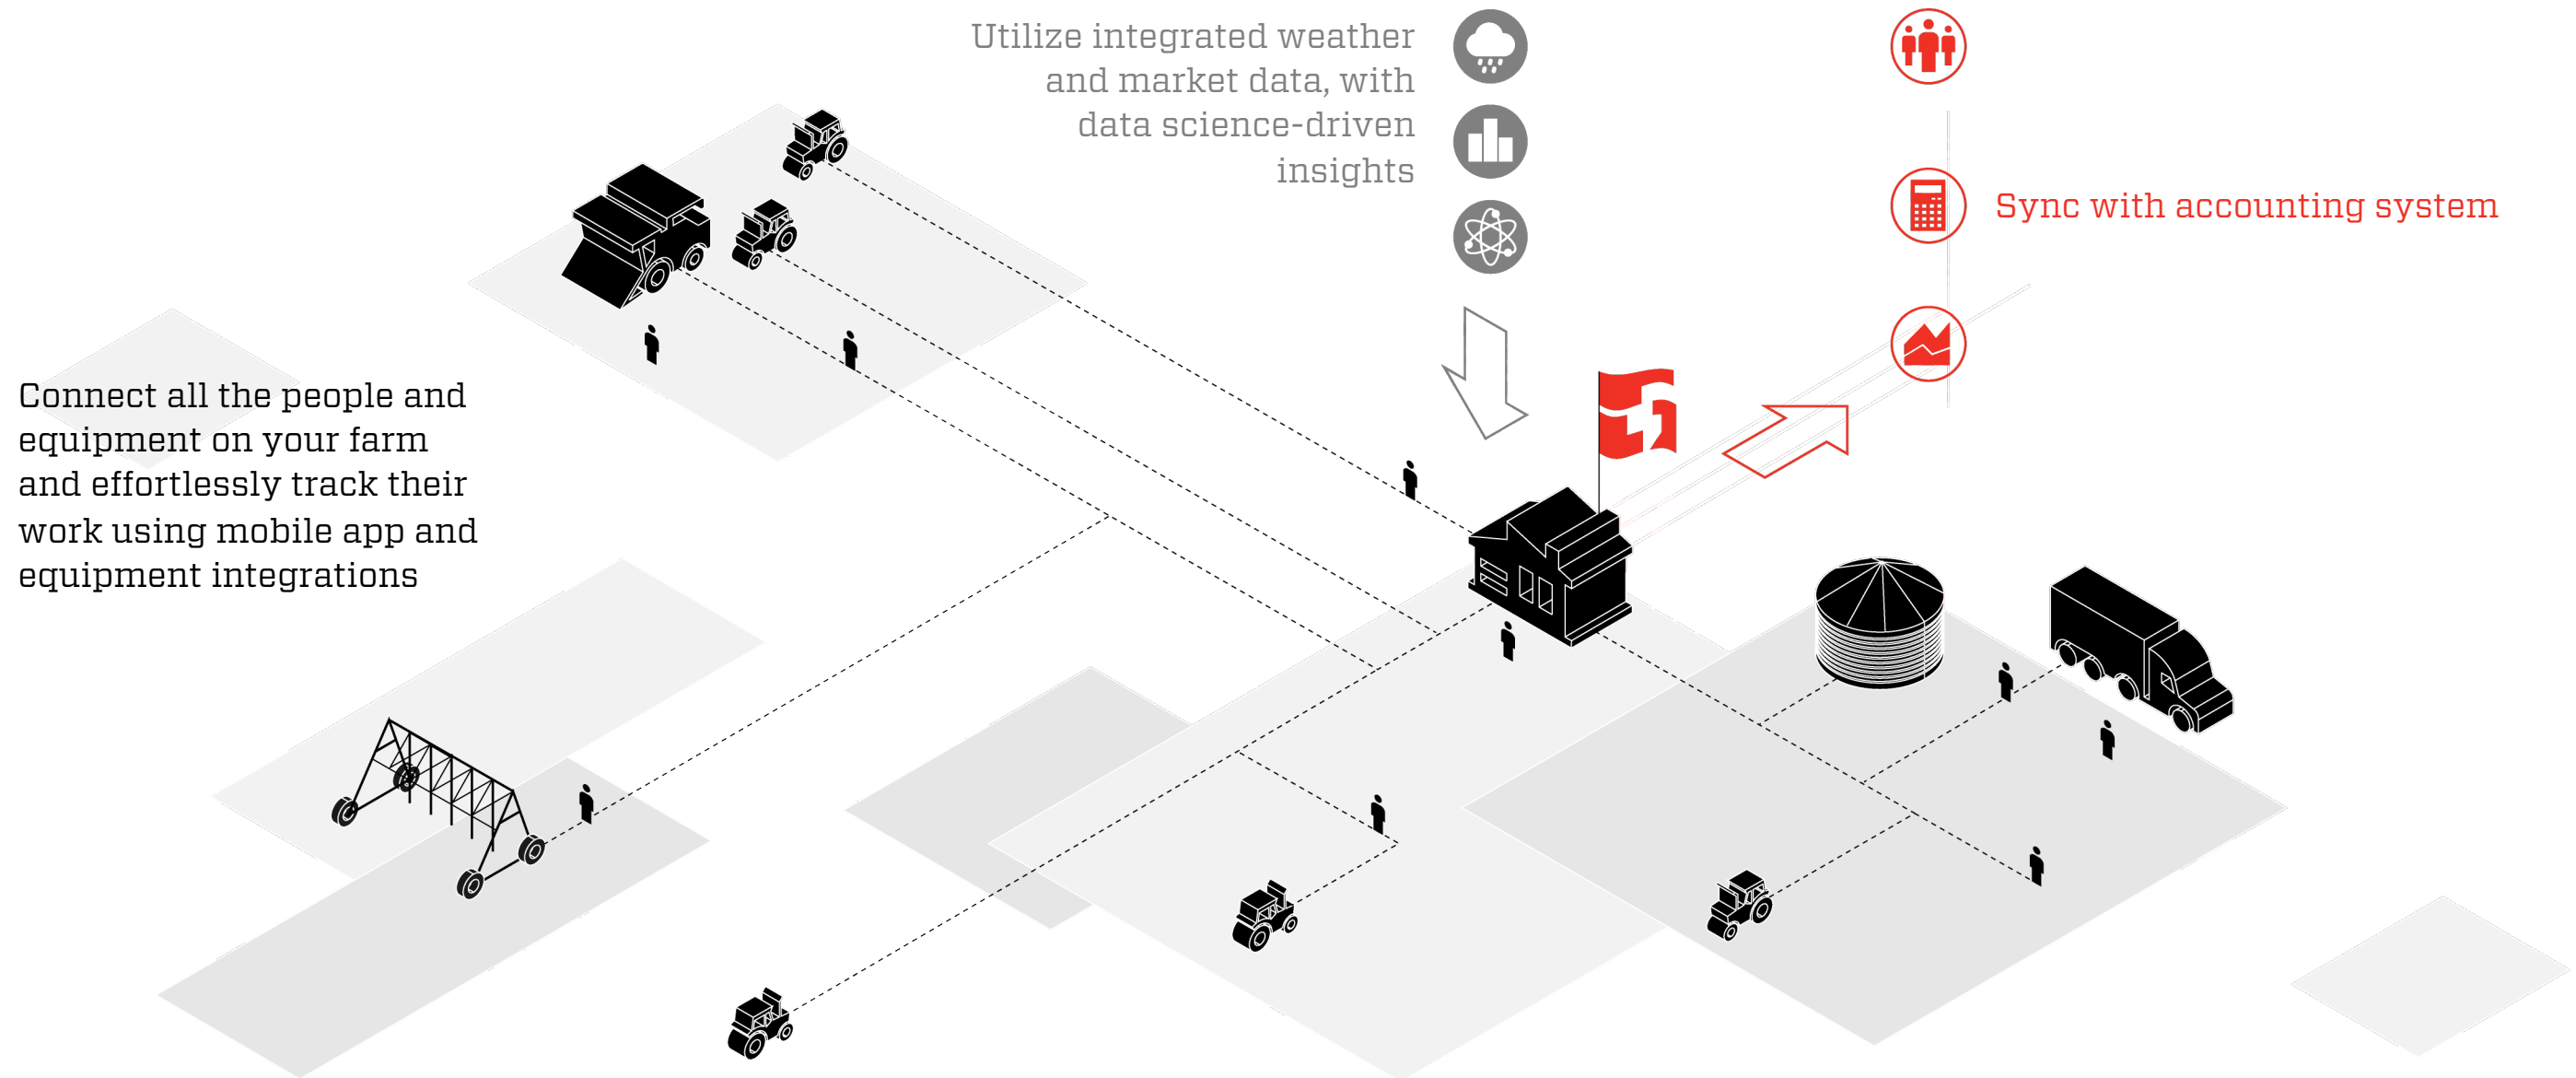 Utilize integrated weather
and market data, with
data science-driven
insights
Sync with accounting system
Connect all the people and
equipment on your farm
and effortlessly track their
work using mobile app and
equipment integrations